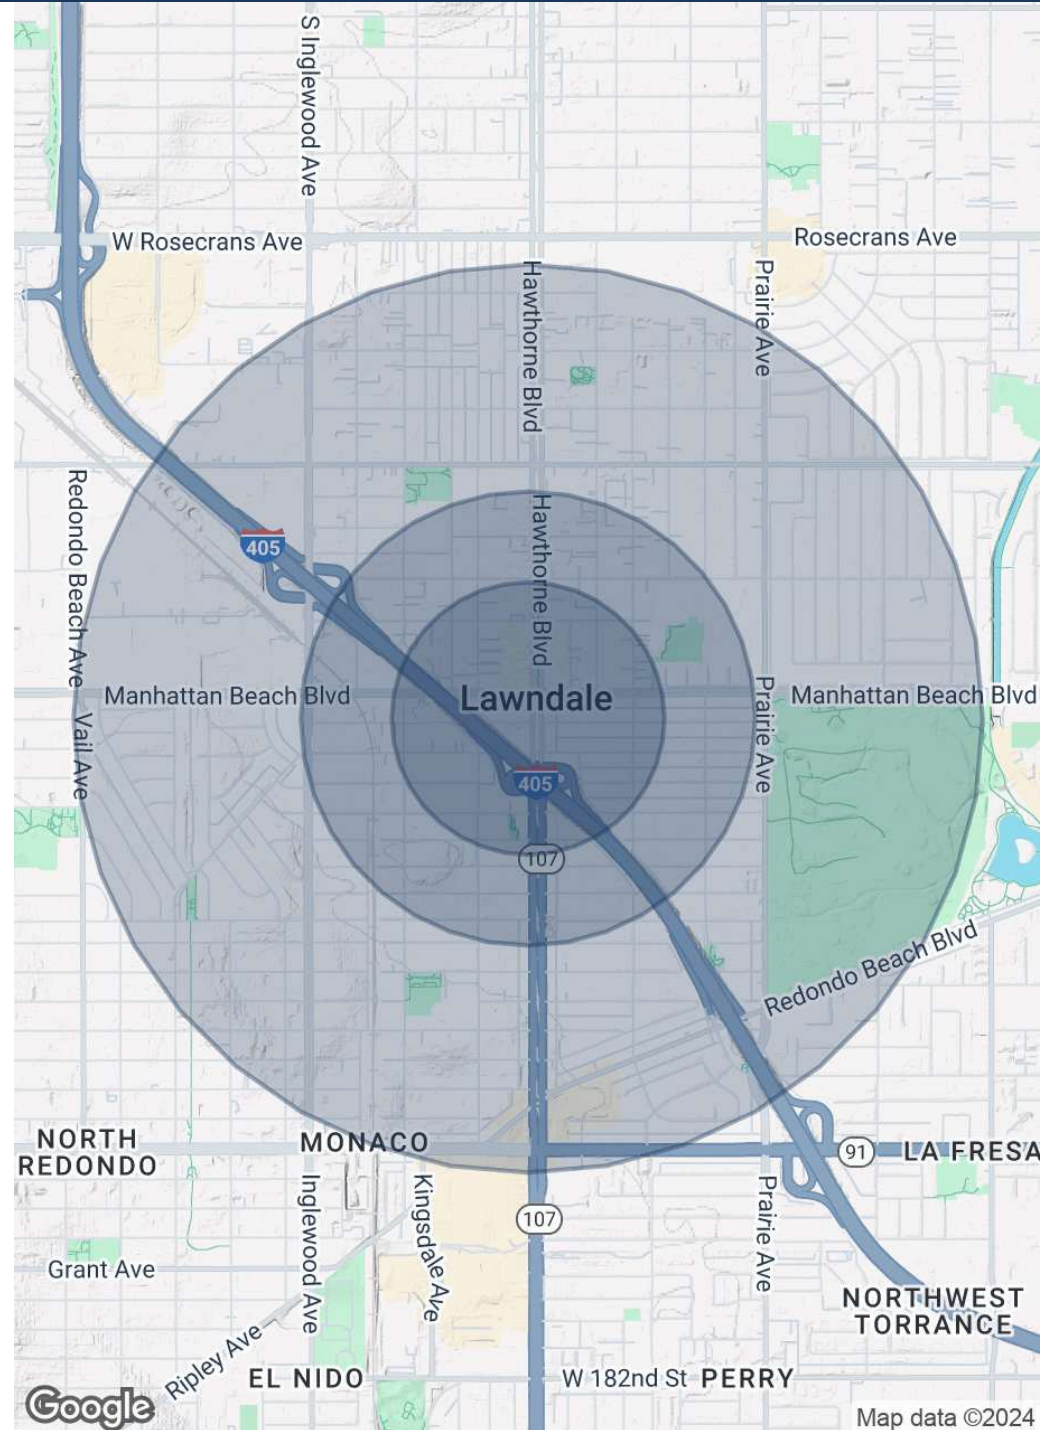 S Inglewood Ave
W Rosecrans Ave
Rosecrans Ave
Hawthorne Blvd
Prairie Ave
Redondo Beach Ave
405
Hawthorne Blvd
Manhattan Beach Blvd
Lawndale
Manhattan Beach Blvd
Prairie Ave
Vail Ave
405
107
Redondo Beach Blvd
NORTH
REDONDO
MONACO
91
LA FRESA
Inglewood Ave
Kingsdale Ave
107
Prairie Ave
Grant Ave
NORTHWEST
TORRANCE
Ripley Ave
EL NIDO
W 182nd St
PERRY
Google
Map data ©2024